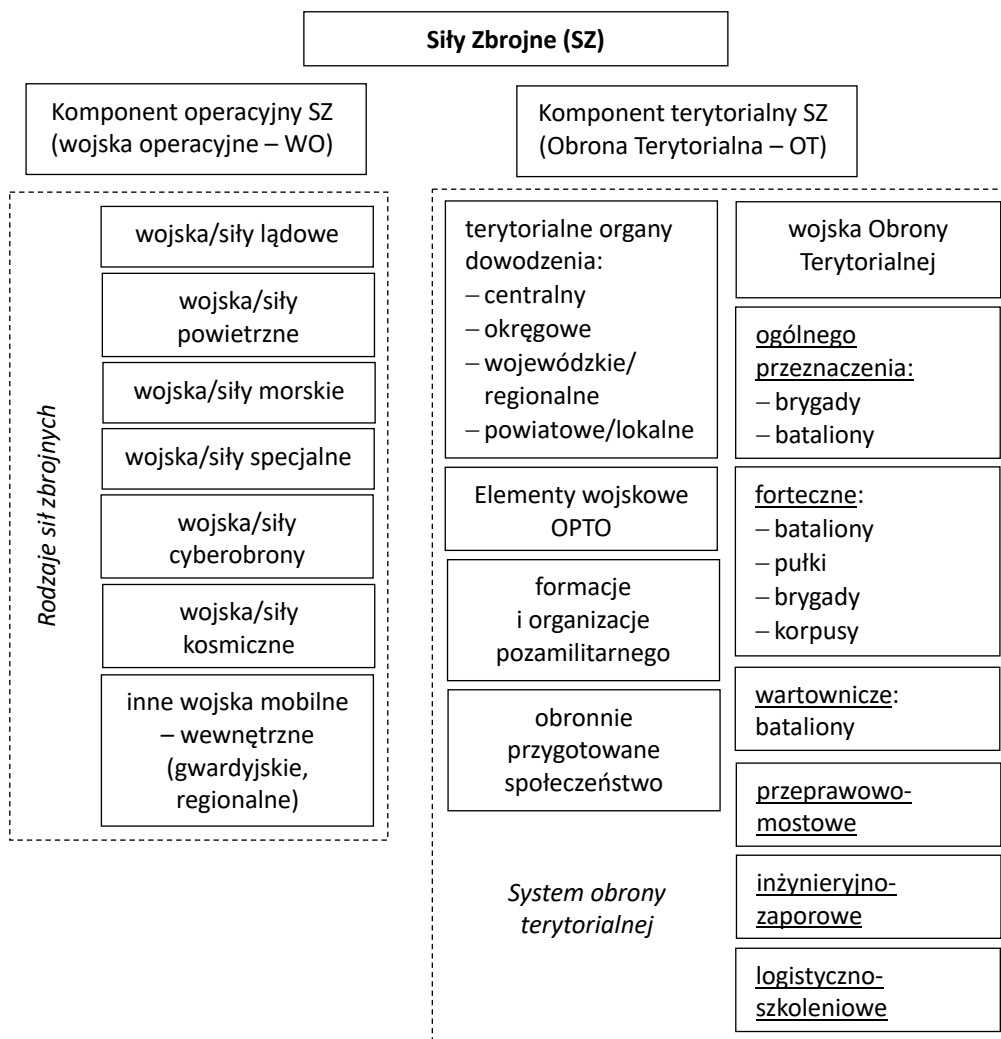 Siły Zbrojne (SZ)
Komponent operacyjny SZ
(wojska operacyjne – WO)
Komponent terytorialny SZ
(Obrona Terytorialna – OT)
Rodzaje sił zbrojnych
wojska/siły lądowe
wojska/siły
powietrzne
wojska/siły morskie
wojska/siły specjalne
wojska/siły
cyberobrony
wojska/siły
kosmiczne
inne wojska mobilne
– wewnętrzne
(gwardyjskie,
regionalne)
terytorialne organy
dowodzenia:
– centralny
– okręgowe
– wojewódzkie/
regionalne
– powiatowe/lokalne
Elementy wojskowe
OPTO
formacje
i organizacje
pozamilitarnego
obronnie
przygotowane
społeczeństwo
System obrony
terytorialnej
wojska Obrony
Terytorialnej
ogólnego
przeznaczenia:
– brygady
– bataliony
forteczne:
– bataliony
– pułki
– brygady
– korpusy
wartownicze:
bataliony
przeprawowo-
mostowe
inżynieryjno-
zaporowe
logistyczno-
szkoleniowe